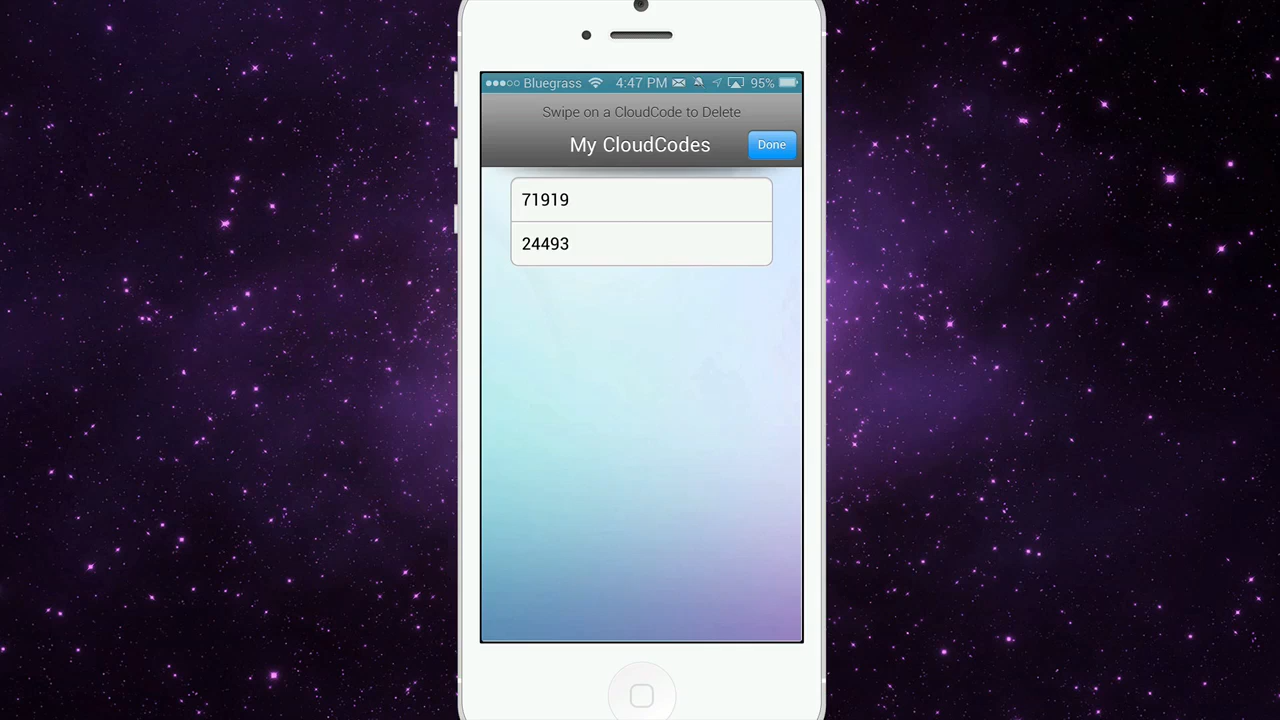 Bluegrass 4:47 PM 95%
Swipe on a CloudCode to Delete
My CloudCodes Done
71919
24493